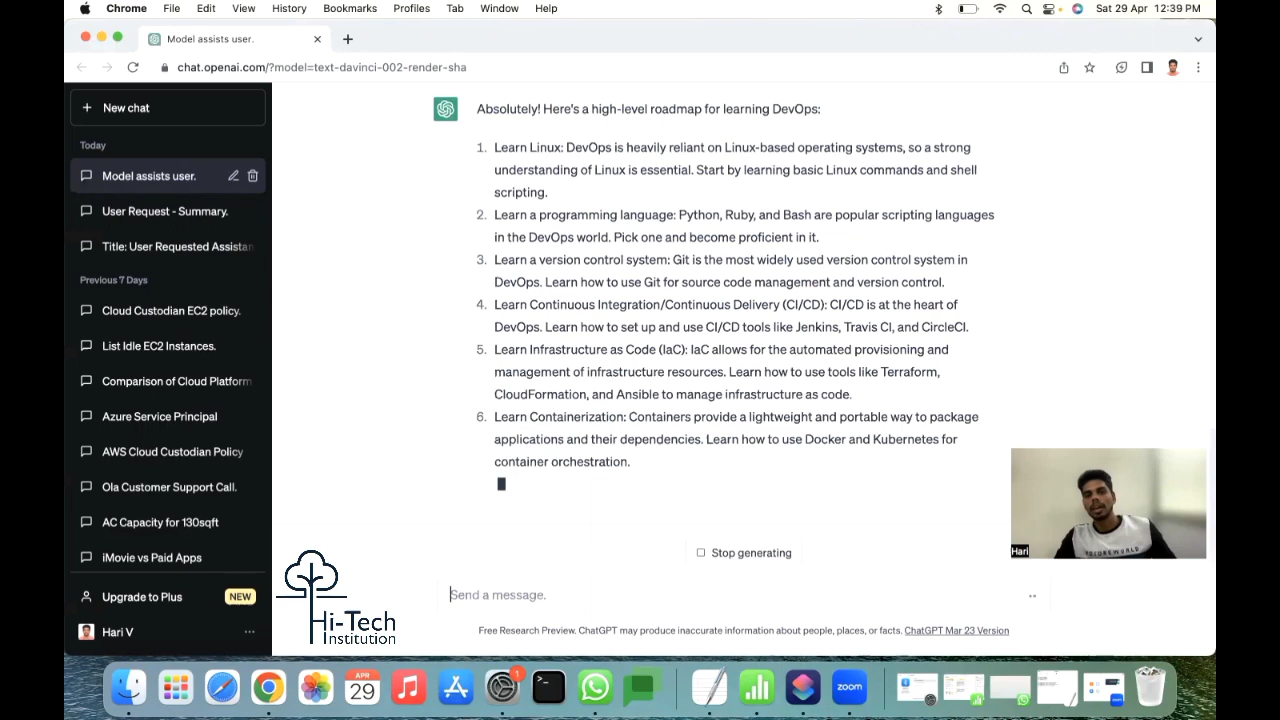 Chrome File Edit View History Bookmarks Profiles Tab Window Help Sat 29 Apr 12:39 PM
Model assists user.
chat.openai.com/?model=text-davinci-002-render-sha
New chat
Today
Model assists user.
User Request - Summary.
Title: User Requested Assistan
Previous 7 Days
Cloud Custodian EC2 policy.
List Idle EC2 Instances.
Comparison of Cloud Platform
Azure Service Principal
AWS Cloud Custodian Policy
Ola Customer Support Call.
AC Capacity for 130sqft
iMovie vs Paid Apps
Upgrade to Plus NEW
Hari V
Absolutely! Here's a high-level roadmap for learning DevOps:
1. Learn Linux: DevOps is heavily reliant on Linux-based operating systems, so a strong
understanding of Linux is essential. Start by learning basic Linux commands and shell
scripting.
2. Learn a programming language: Python, Ruby, and Bash are popular scripting languages
in the DevOps world. Pick one and become proficient in it.
3. Learn a version control system: Git is the most widely used version control system in
DevOps. Learn how to use Git for source code management and version control.
4. Learn Continuous Integration/Continuous Delivery (CI/CD): CI/CD is at the heart of
DevOps. Learn how to set up and use CI/CD tools like Jenkins, Travis CI, and CircleCI.
5. Learn Infrastructure as Code (IaC): IaC allows for the automated provisioning and
management of infrastructure resources. Learn how to use tools like Terraform,
CloudFormation, and Ansible to manage infrastructure as code.
6. Learn Containerization: Containers provide a lightweight and portable way to package
applications and their dependencies. Learn how to use Docker and Kubernetes for
container orchestration.
Stop generating
Send a message.
Free Research Preview. ChatGPT may produce inaccurate information about people, places, or facts. ChatGPT Mar 23 Version
Hari
Hi-Tech
Institution
APR
29
1
zoom